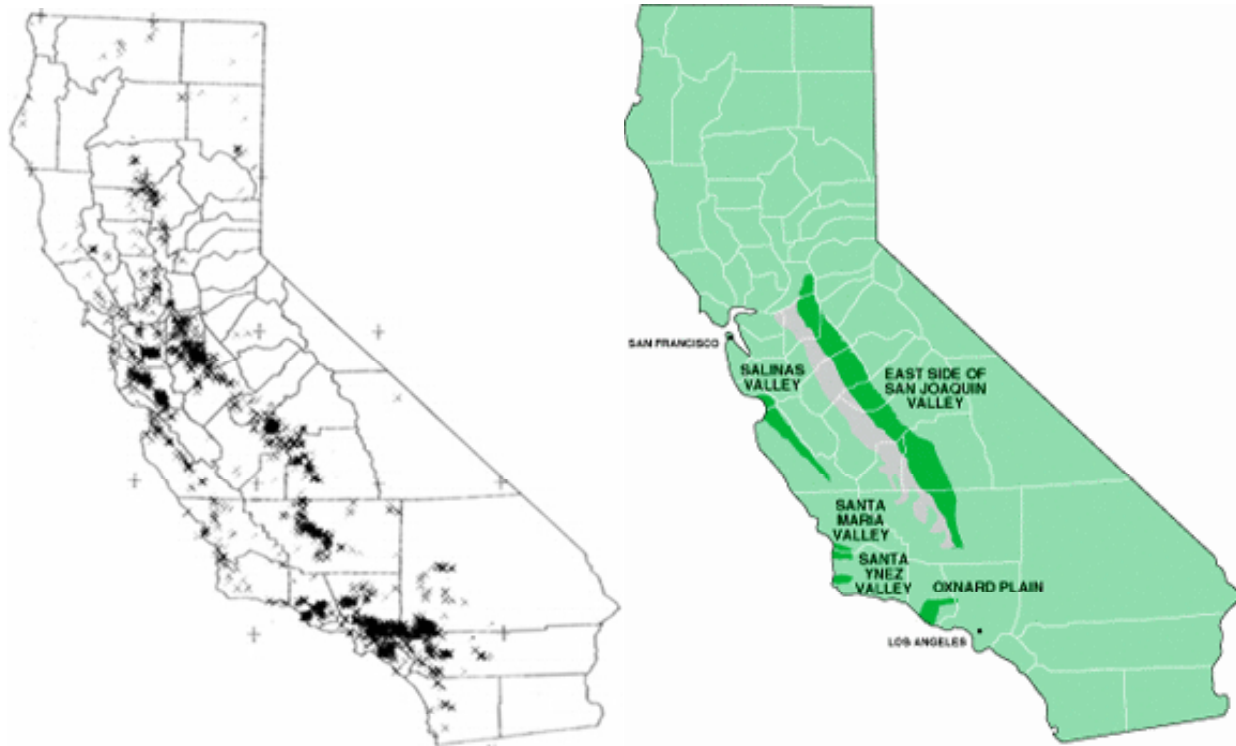 SAN FRANCISCO
SALINAS
VALLEY
EAST SIDE OF
SAN JOAQUIN
VALLEY
SANTA
MARIA
VALLEY
SANTA
YNEZ
VALLEY
OXNARD PLAIN
LOS ANGELES